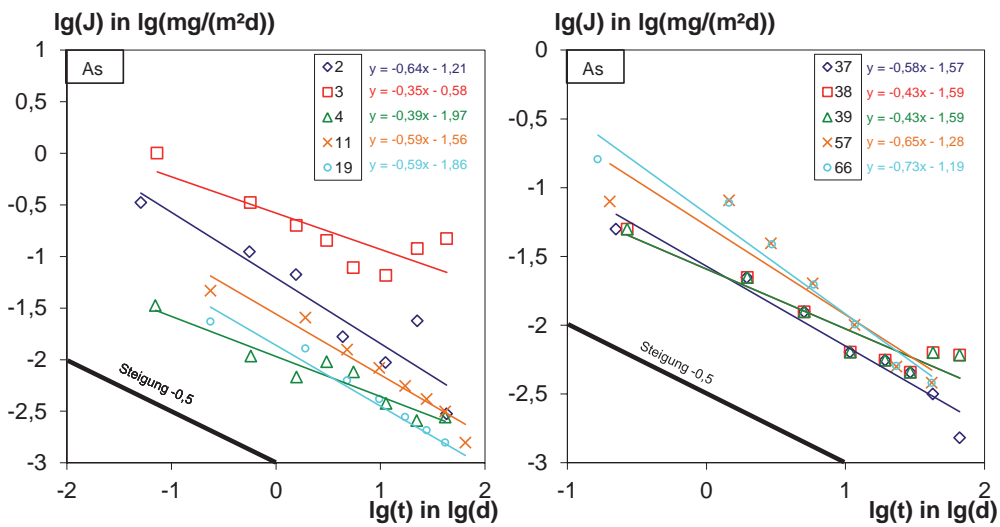 lg(J) in lg(mg/(m²d))
1
0,5
0
-0,5
-1
-1,5
-2
-2,5
-3
As
2 y = -0,64x - 1,21
3 y = -0,35x - 0,58
4 y = -0,39x - 1,97
11 y = -0,59x - 1,56
19 y = -0,59x - 1,86
Steigung -0,5
-2 -1 0 1 2
lg(t) in lg(d)
lg(J) in lg(mg/(m²d))
0
-0,5
-1
-1,5
-2
-2,5
-3
As
37 y = -0,58x - 1,57
38 y = -0,43x - 1,59
39 y = -0,43x - 1,59
57 y = -0,65x - 1,28
66 y = -0,73x - 1,19
Steigung -0,5
-1 0 1 2
lg(t) in lg(d)